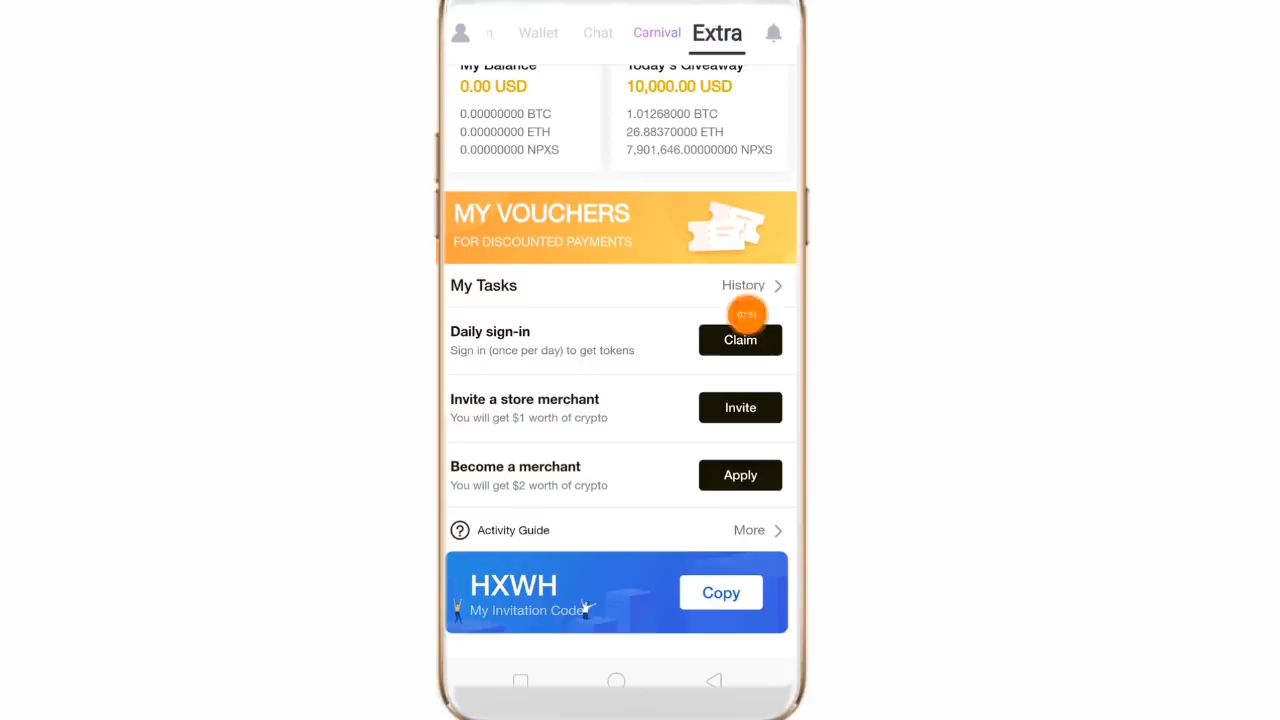 n Wallet Chat Carnival Extra
My Balance
0.00 USD
0.00000000 BTC
0.00000000 ETH
0.00000000 NPXS
Today's Giveaway
10,000.00 USD
1.01268000 BTC
26.88370000 ETH
7,901,646.00000000 NPXS
MY VOUCHERS
FOR DISCOUNTED PAYMENTS
My Tasks
History
07:51
Daily sign-in
Sign in (once per day) to get tokens
Claim
Invite a store merchant
You will get $1 worth of crypto
Invite
Become a merchant
You will get $2 worth of crypto
Apply
Activity Guide
More
HXWH
My Invitation Code
Copy